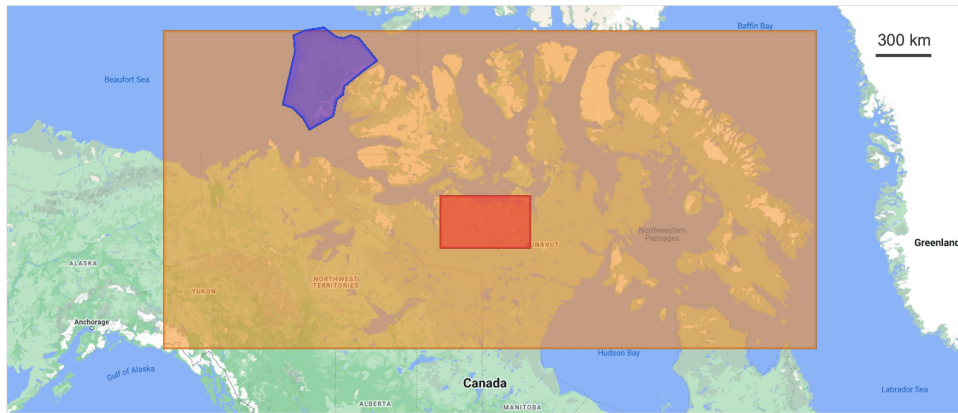 Baffin Bay
300 km
Beaufort Sea
Northwestern
Passages
Greenland
UNAVUT
ALASKA
NORTHWEST
TERRITORIES
YUKON
Anchorage
Hudson Bay
Gulf of Alaska
Canada
Labrador Sea
ALBERTA
MANITOBA